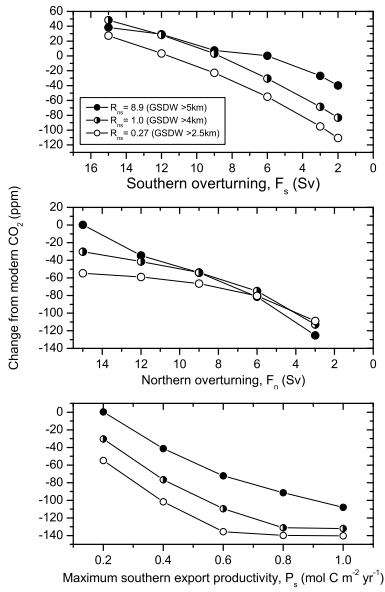 60
40
20
0
-20
-40
-60
-80
-100
-120
R_ns = 8.9 (GSDW >5km)
R_ns = 1.0 (GSDW >4km)
R_ns = 0.27 (GSDW >2.5km)
16 14 12 10 8 6 4 2 0
Southern overturning, F_s (Sv)
Change from modern CO_2 (ppm)
20
0
-20
-40
-60
-80
-100
-120
-140
14 12 10 8 6 4 2 0
Northern overturning, F_n (Sv)
0
-20
-40
-60
-80
-100
-120
-140
0.2 0.4 0.6 0.8 1.0
Maximum southern export productivity, P_s (mol C m^-2 yr^-1)